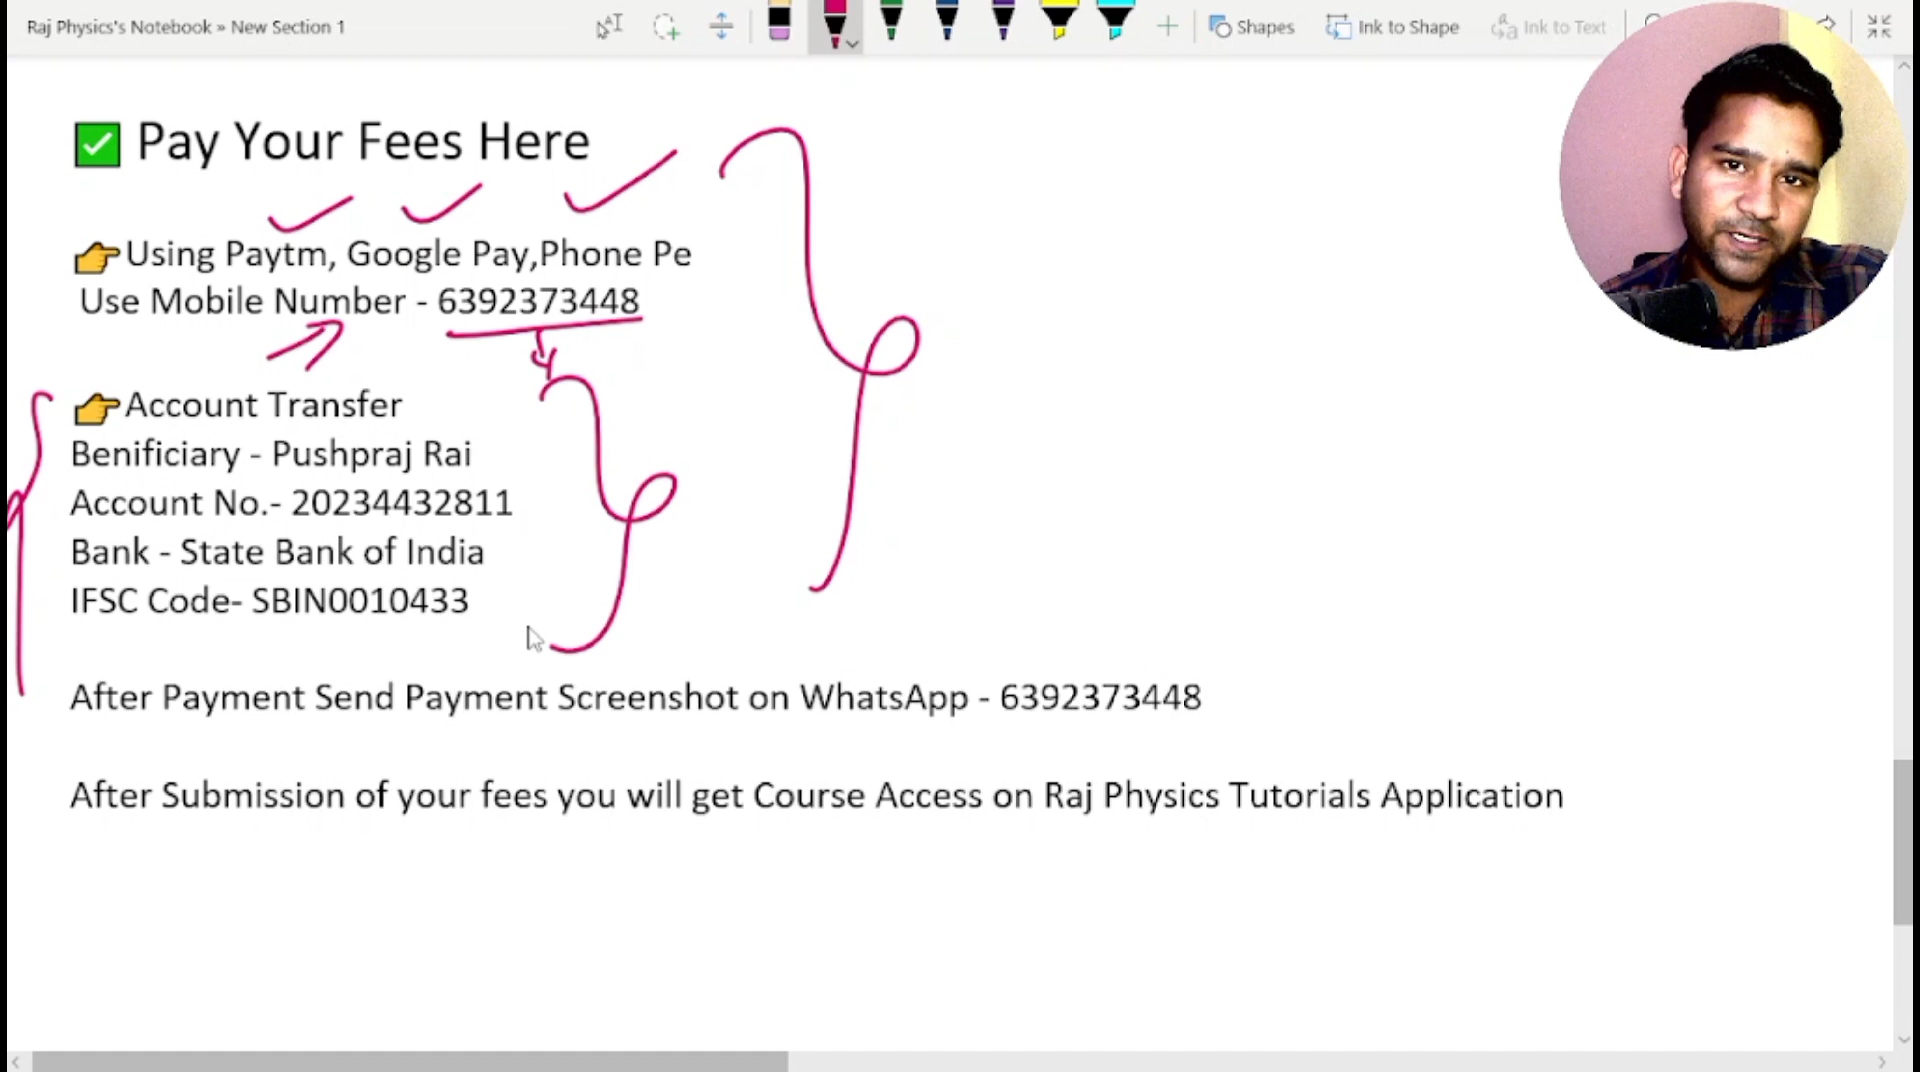 Raj Physics's Notebook » New Section 1
Shapes
Ink to Shape
Ink to Text
Pay Your Fees Here
Using Paytm, Google Pay,Phone Pe
Use Mobile Number - 6392373448
Account Transfer
Benificiary - Pushpraj Rai
Account No.- 20234432811
Bank - State Bank of India
IFSC Code- SBIN0010433
After Payment Send Payment Screenshot on WhatsApp - 6392373448
After Submission of your fees you will get Course Access on Raj Physics Tutorials Application